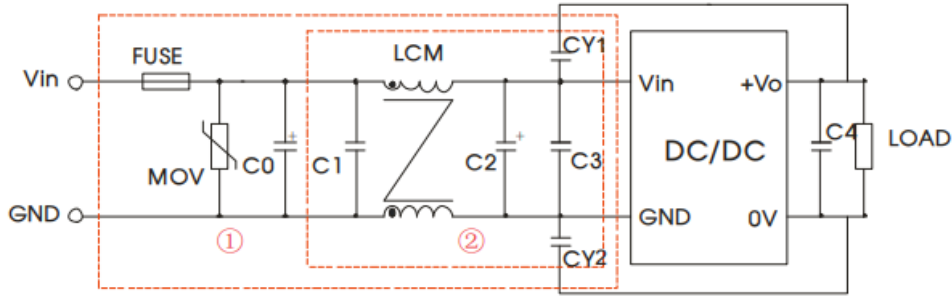 FUSE
LCM
CY1
Vin
Vin
+Vo
MOV
C0
+
C1
C2
+
C3
DC/DC
C4
LOAD
GND
GND
0V
①
②
CY2